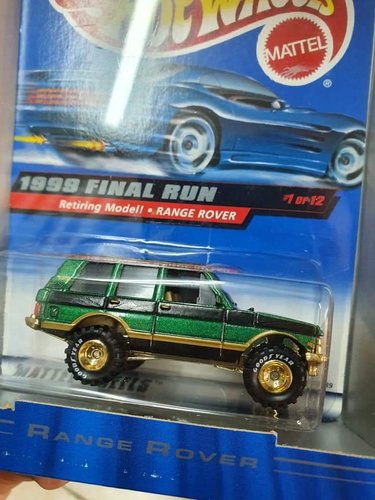 Hot Wheels
MATTEL
®
1999 FINAL RUN
#1 OF 12
Retiring Model! • RANGE ROVER
GOODYEAR
GOODYEAR
RANGE ROVER